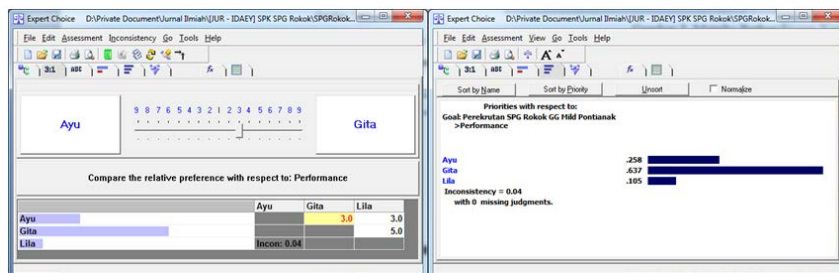 Expert Choice D:\Private Document\Jurnal Ilmiah\[JUR - IDAEY] SPK SPG Rokok\SPGRokok...
File Edit Assessment Inconsistency Go Tools Help
3:1 ABC
Ayu
9 8 7 6 5 4 3 2 1 2 3 4 5 6 7 8 9
Gita
Compare the relative preference with respect to: Performance
Ayu Gita Lila
Ayu 3.0 3.0
Gita 5.0
Lila Incon: 0.04
Expert Choice D:\Private Document\Jurnal Ilmiah\[JUR - IDAEY] SPK SPG Rokok\SPGRokok...
File Edit Assessment View Go Tools Help
3:1 ABC
Sort by Name Sort by Priority Unsort Normalize
Priorities with respect to:
Goal: Perekrutan SPG Rokok GG Mild Pontianak
>Performance
Ayu .258
Gita .637
Lila .105
Inconsistency = 0.04
with 0 missing judgments.